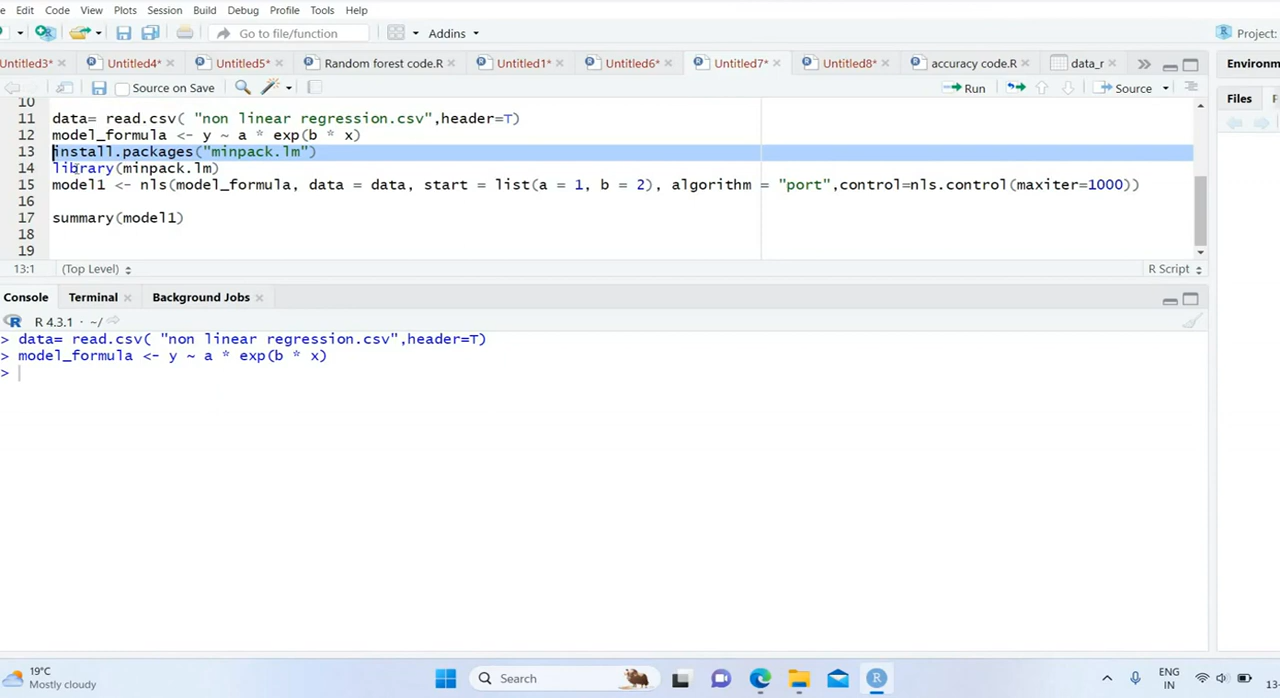 Edit Code View Plots Session Build Debug Profile Tools Help
Go to file/function Addins Project:
Untitled3* Untitled4* Untitled5* Random forest code.R Untitled1* Untitled6* Untitled7* Untitled8* accuracy code.R data_r Environm
Source on Save Run Source Files
10
11 data= read.csv( "non linear regression.csv",header=T)
12 model_formula <- y ~ a * exp(b * x)
13 install.packages("minpack.lm")
14 library(minpack.lm)
15 model1 <- nls(model_formula, data = data, start = list(a = 1, b = 2), algorithm = "port",control=nls.control(maxiter=1000))
16
17 summary(model1)
18
19
13:1 (Top Level) R Script
Console Terminal Background Jobs
R 4.3.1 · ~/
> data= read.csv( "non linear regression.csv",header=T)
> model_formula <- y ~ a * exp(b * x)
>
19°C
Mostly cloudy
Search
ENG
IN